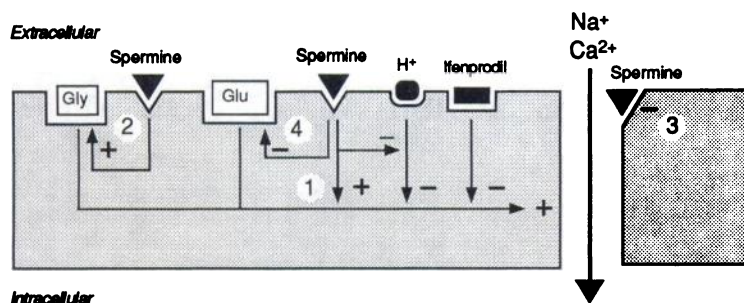 Extracellular
Spermine
Spermine
H+
Ifenprodil
Na+
Ca2+
Spermine
Gly
Glu
2
4
3
+
−
−
1
+
−
−
+
−
Intracellular